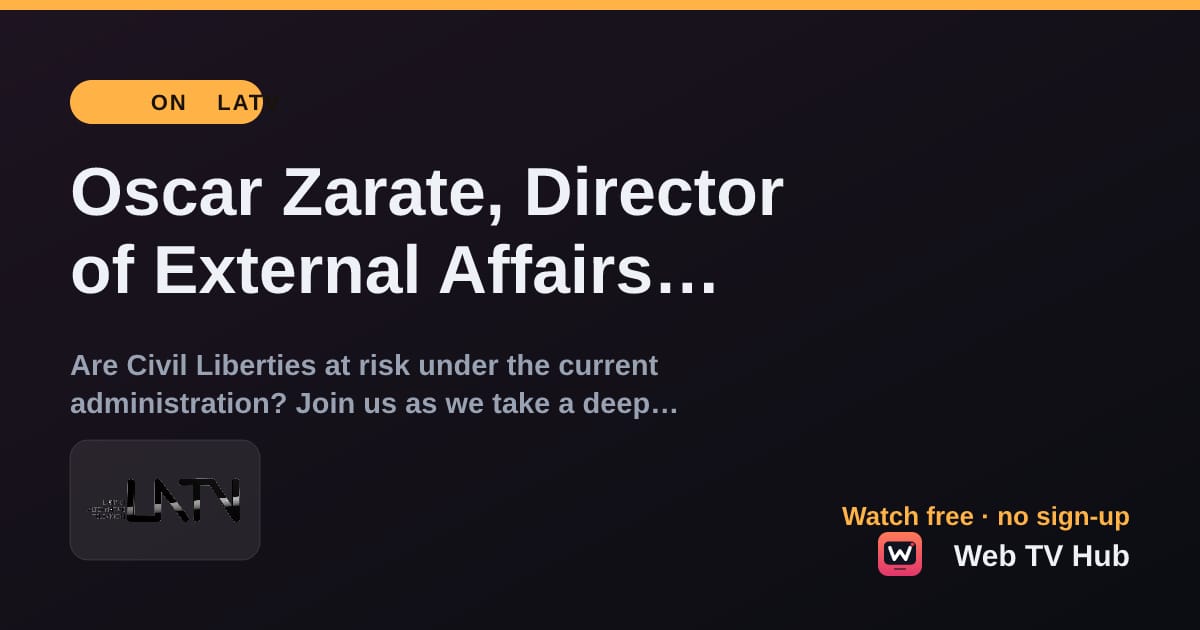 ON LATN
Oscar Zarate, Director
of External Affairs…
Are Civil Liberties at risk under the current
administration? Join us as we take a deep…
LATN
Watch free · no sign-up
W
Web TV Hub